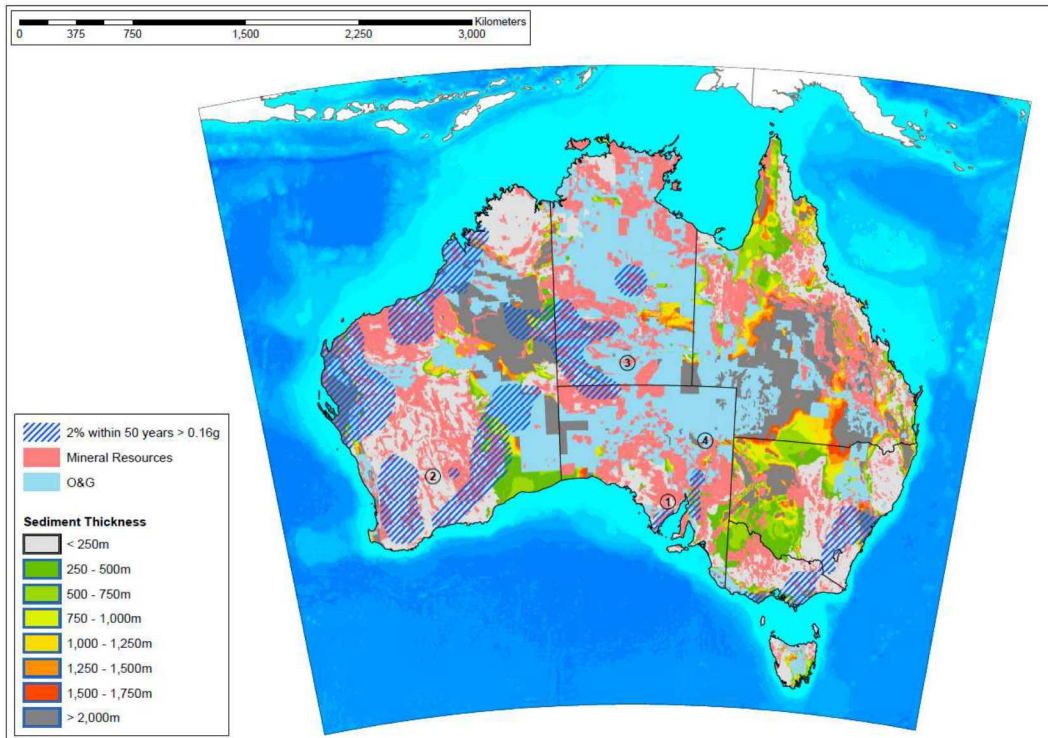 Kilometers
0 375 750 1,500 2,250 3,000
3
4
1
2
2% within 50 years > 0.16g
Mineral Resources
O&G
Sediment Thickness
< 250m
250 - 500m
500 - 750m
750 - 1,000m
1,000 - 1,250m
1,250 - 1,500m
1,500 - 1,750m
> 2,000m